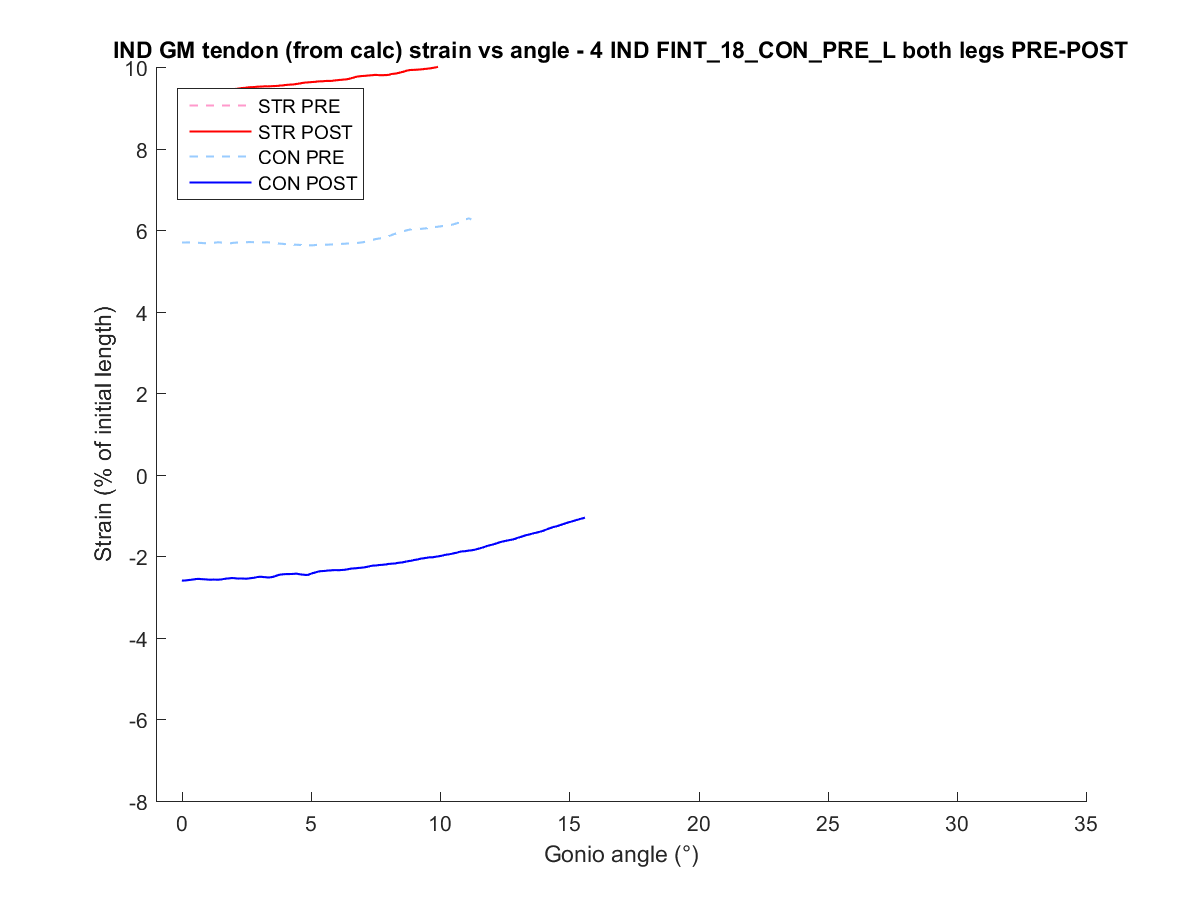 IND GM tendon (from calc) strain vs angle - 4 IND FINT_18_CON_PRE_L both legs PRE-POST
10
8
6
4
2
0
-2
-4
-6
-8
STR PRE
STR POST
CON PRE
CON POST
Strain (% of initial length)
0 5 10 15 20 25 30 35
Gonio angle (°)